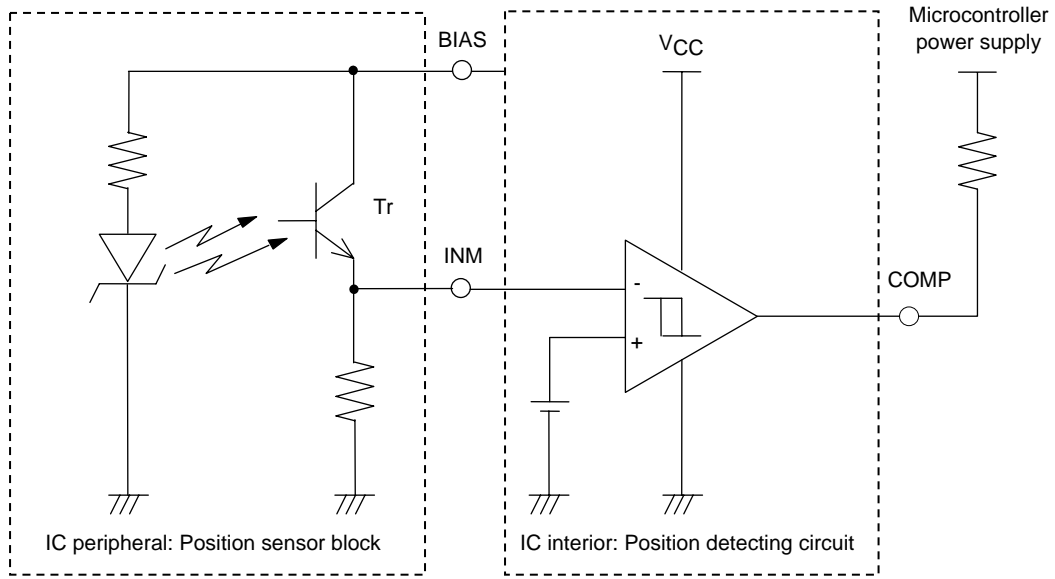 Microcontroller
power supply
BIAS
VCC
Tr
INM
COMP
-
+
IC peripheral: Position sensor block
IC interior: Position detecting circuit